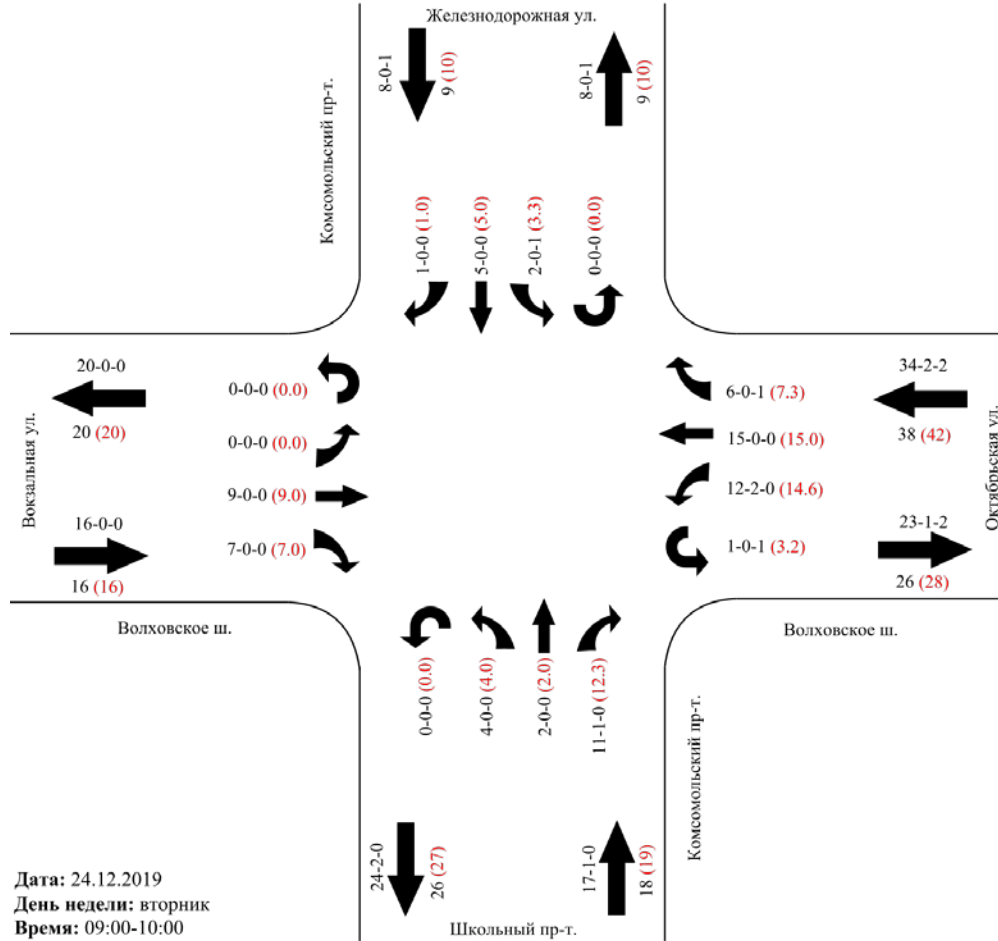 Железнодорожная ул.
8-0-1
9 (10)
8-0-1
9 (10)
Комсомольский пр-т.
1-0-0 (1.0)
5-0-0 (5.0)
2-0-1 (3.3)
0-0-0 (0.0)
20-0-0
20 (20)
Вокзальная ул.
16-0-0
16 (16)
Волховское ш.
0-0-0 (0.0)
0-0-0 (0.0)
9-0-0 (9.0)
7-0-0 (7.0)
6-0-1 (7.3)
15-0-0 (15.0)
12-2-0 (14.6)
1-0-1 (3.2)
34-2-2
38 (42)
Октябрьская ул.
23-1-2
26 (28)
Волховское ш.
0-0-0 (0.0)
4-0-0 (4.0)
2-0-0 (2.0)
11-1-0 (12.3)
Комсомольский пр-т.
24-2-0
26 (27)
17-1-0
18 (19)
Школьный пр-т.
Дата: 24.12.2019
День недели: вторник
Время: 09:00-10:00